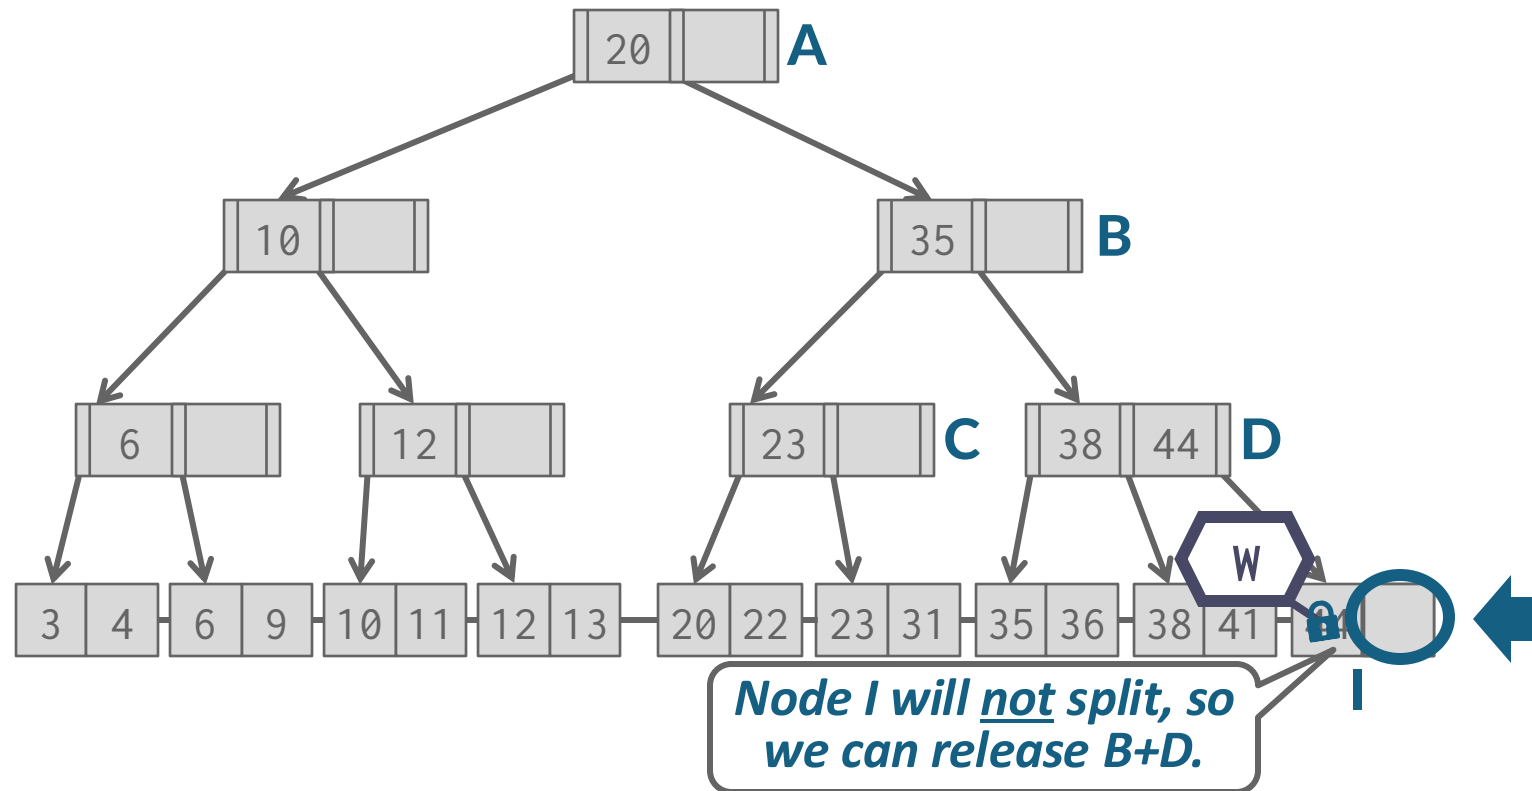 20 A
10 35 B
6 12 23 C 38 44 D
W
3 4 6 9 10 11 12 13 20 22 23 31 35 36 38 41 44
I
Node I will not split, so
we can release B+D.